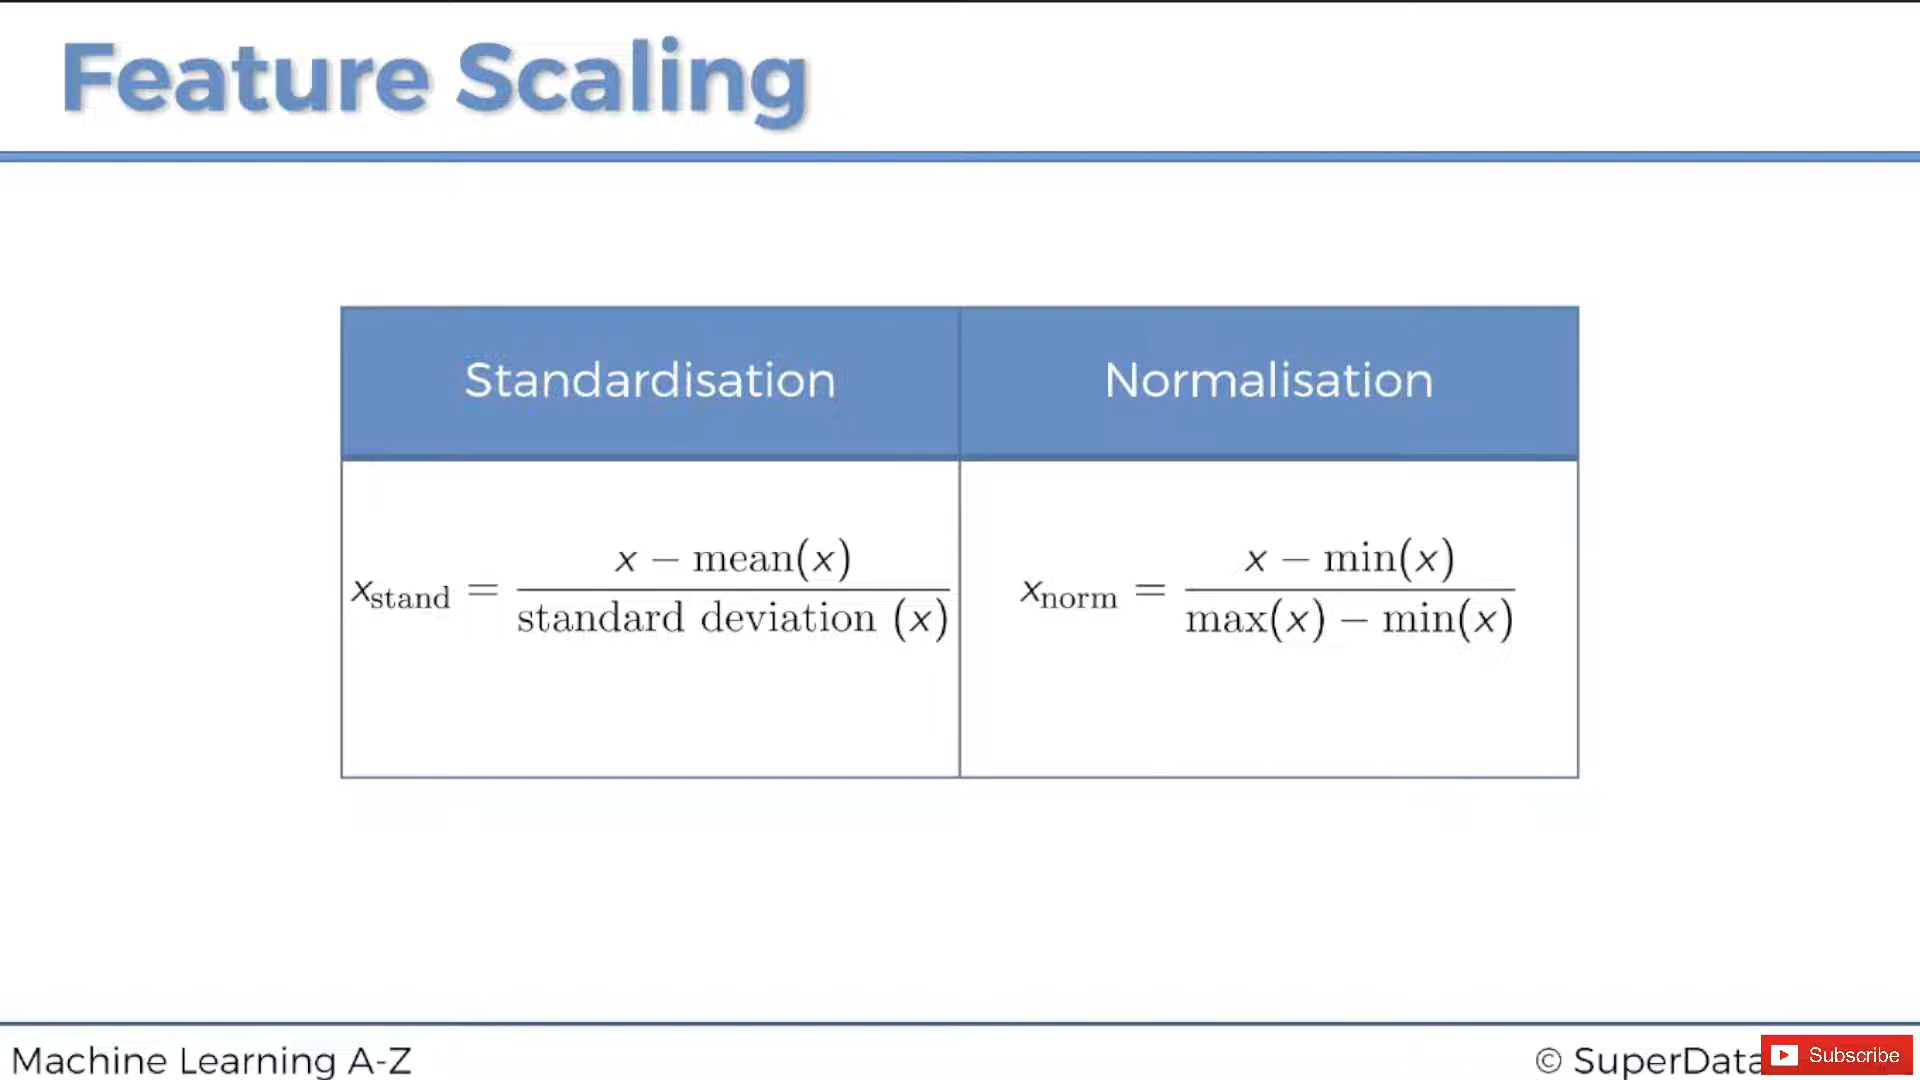 Feature Scaling
Standardisation
Normalisation
x_stand = (x − mean(x)) / (standard deviation (x))
x_norm = (x − min(x)) / (max(x) − min(x))
Machine Learning A-Z
© SuperData
Subscribe